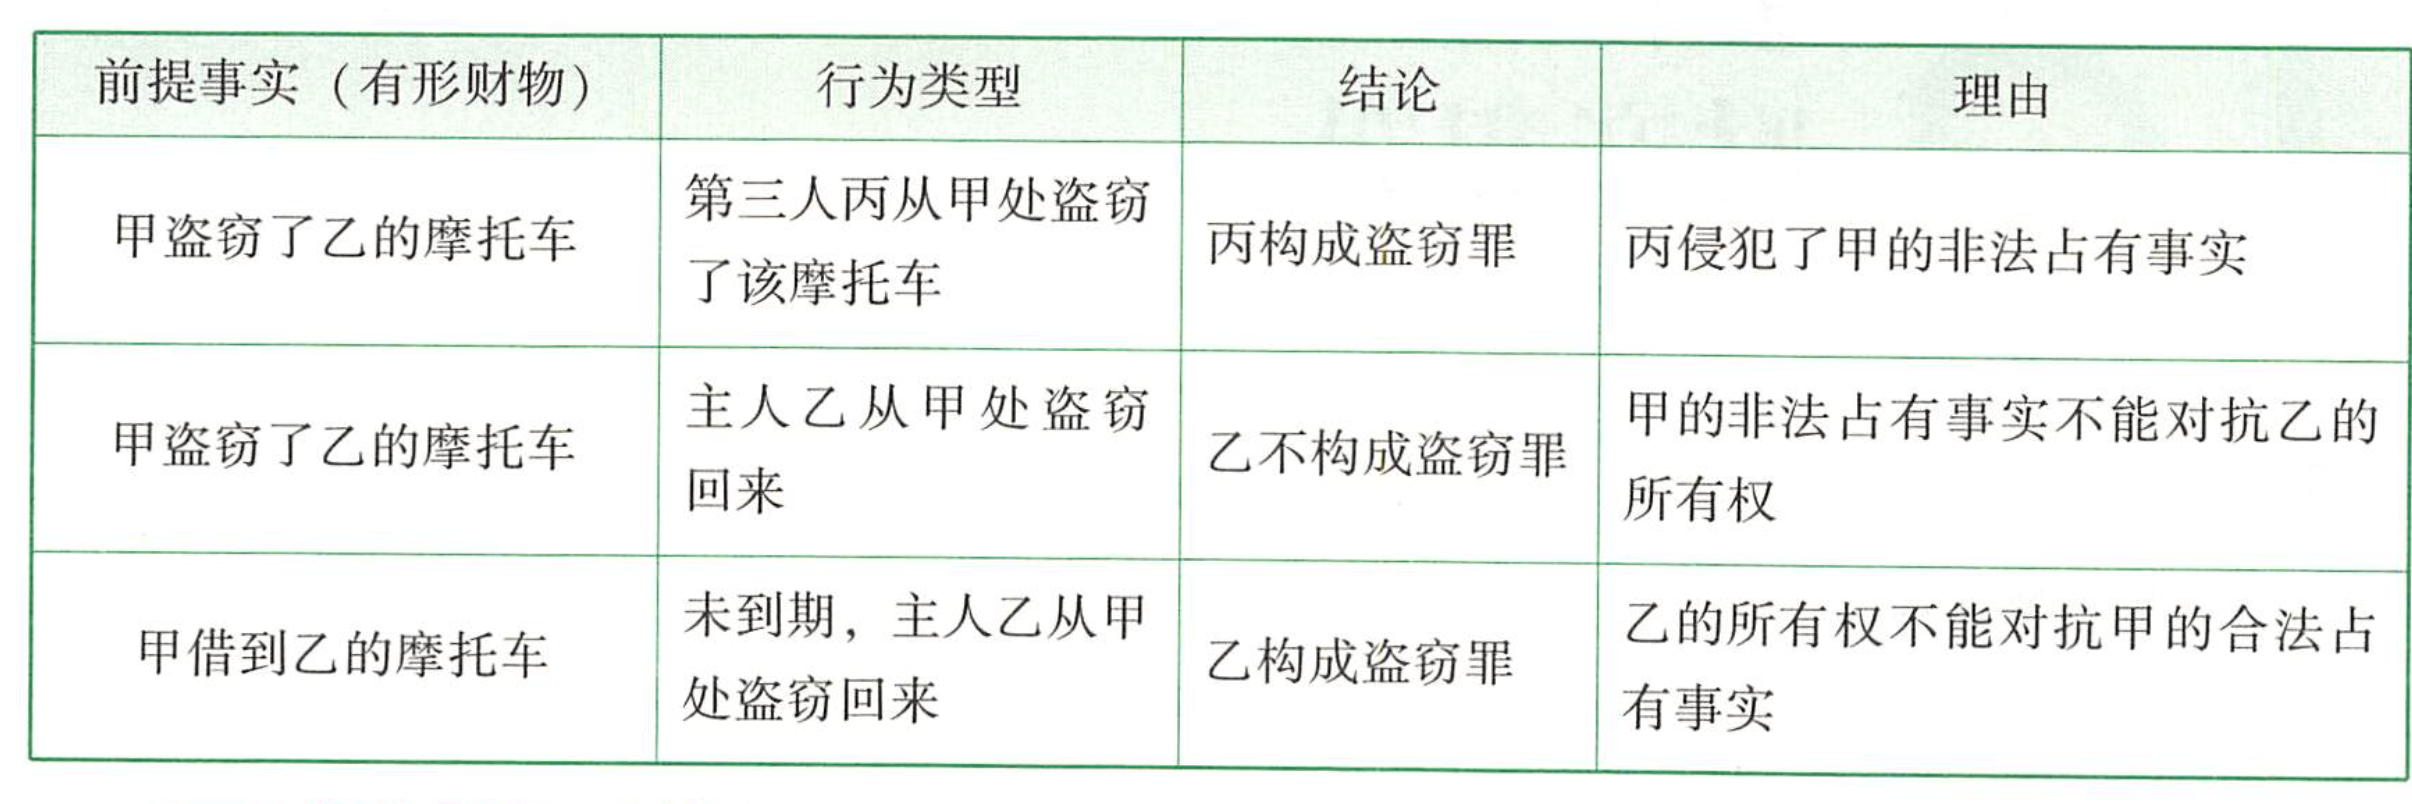 前提事实（有形财物）
行为类型
结论
理由
甲盗窃了乙的摩托车
第三人丙从甲处盗窃
了该摩托车
丙构成盗窃罪
丙侵犯了甲的非法占有事实
甲盗窃了乙的摩托车
主人乙从甲处盗窃
回来
乙不构成盗窃罪
甲的非法占有事实不能对抗乙的
所有权
甲借到乙的摩托车
未到期，主人乙从甲
处盗窃回来
乙构成盗窃罪
乙的所有权不能对抗甲的合法占
有事实